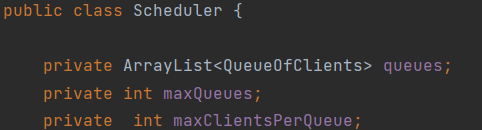 public class Scheduler {
private ArrayList<QueueOfClients> queues;
private int maxQueues;
private  int maxClientsPerQueue;